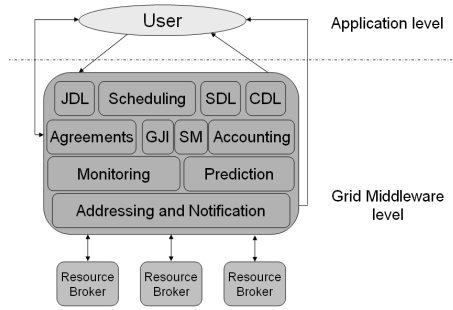 User
Application level
JDL
Scheduling
SDL
CDL
Agreements
GJI
SM
Accounting
Monitoring
Prediction
Addressing and Notification
Grid Middleware
level
Resource
Broker
Resource
Broker
Resource
Broker